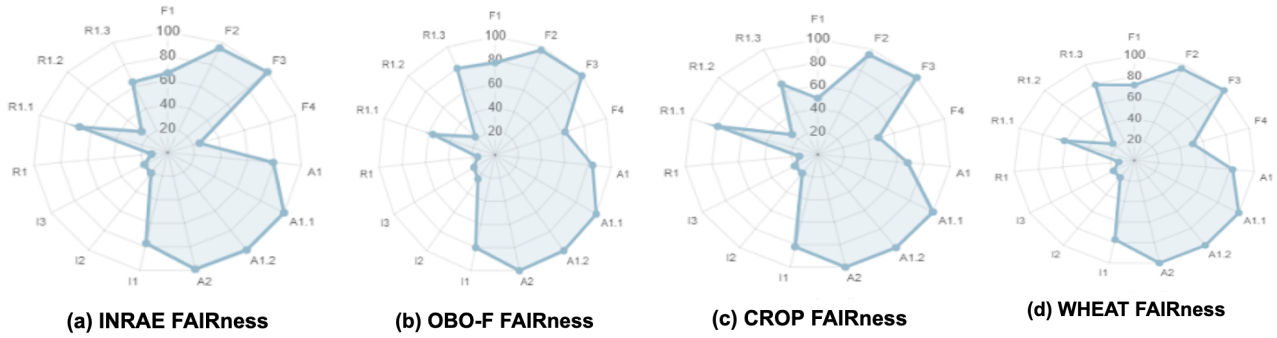 F1
100
80
60
40
20
F2
F3
F4
A1
A1.1
A1.2
A2
I1
I2
I3
R1
R1.1
R1.2
R1.3
(a) INRAE FAIRness
F1
100
80
60
40
20
F2
F3
F4
A1
A1.1
A1.2
A2
I1
I2
I3
R1
R1.1
R1.2
R1.3
(b) OBO-F FAIRness
F1
100
80
60
40
20
F2
F3
F4
A1
A1.1
A1.2
A2
I1
I2
I3
R1
R1.1
R1.2
R1.3
(c) CROP FAIRness
F1
100
80
60
40
20
F2
F3
F4
A1
A1.1
A1.2
A2
I1
I2
I3
R1
R1.1
R1.2
R1.3
(d) WHEAT FAIRness